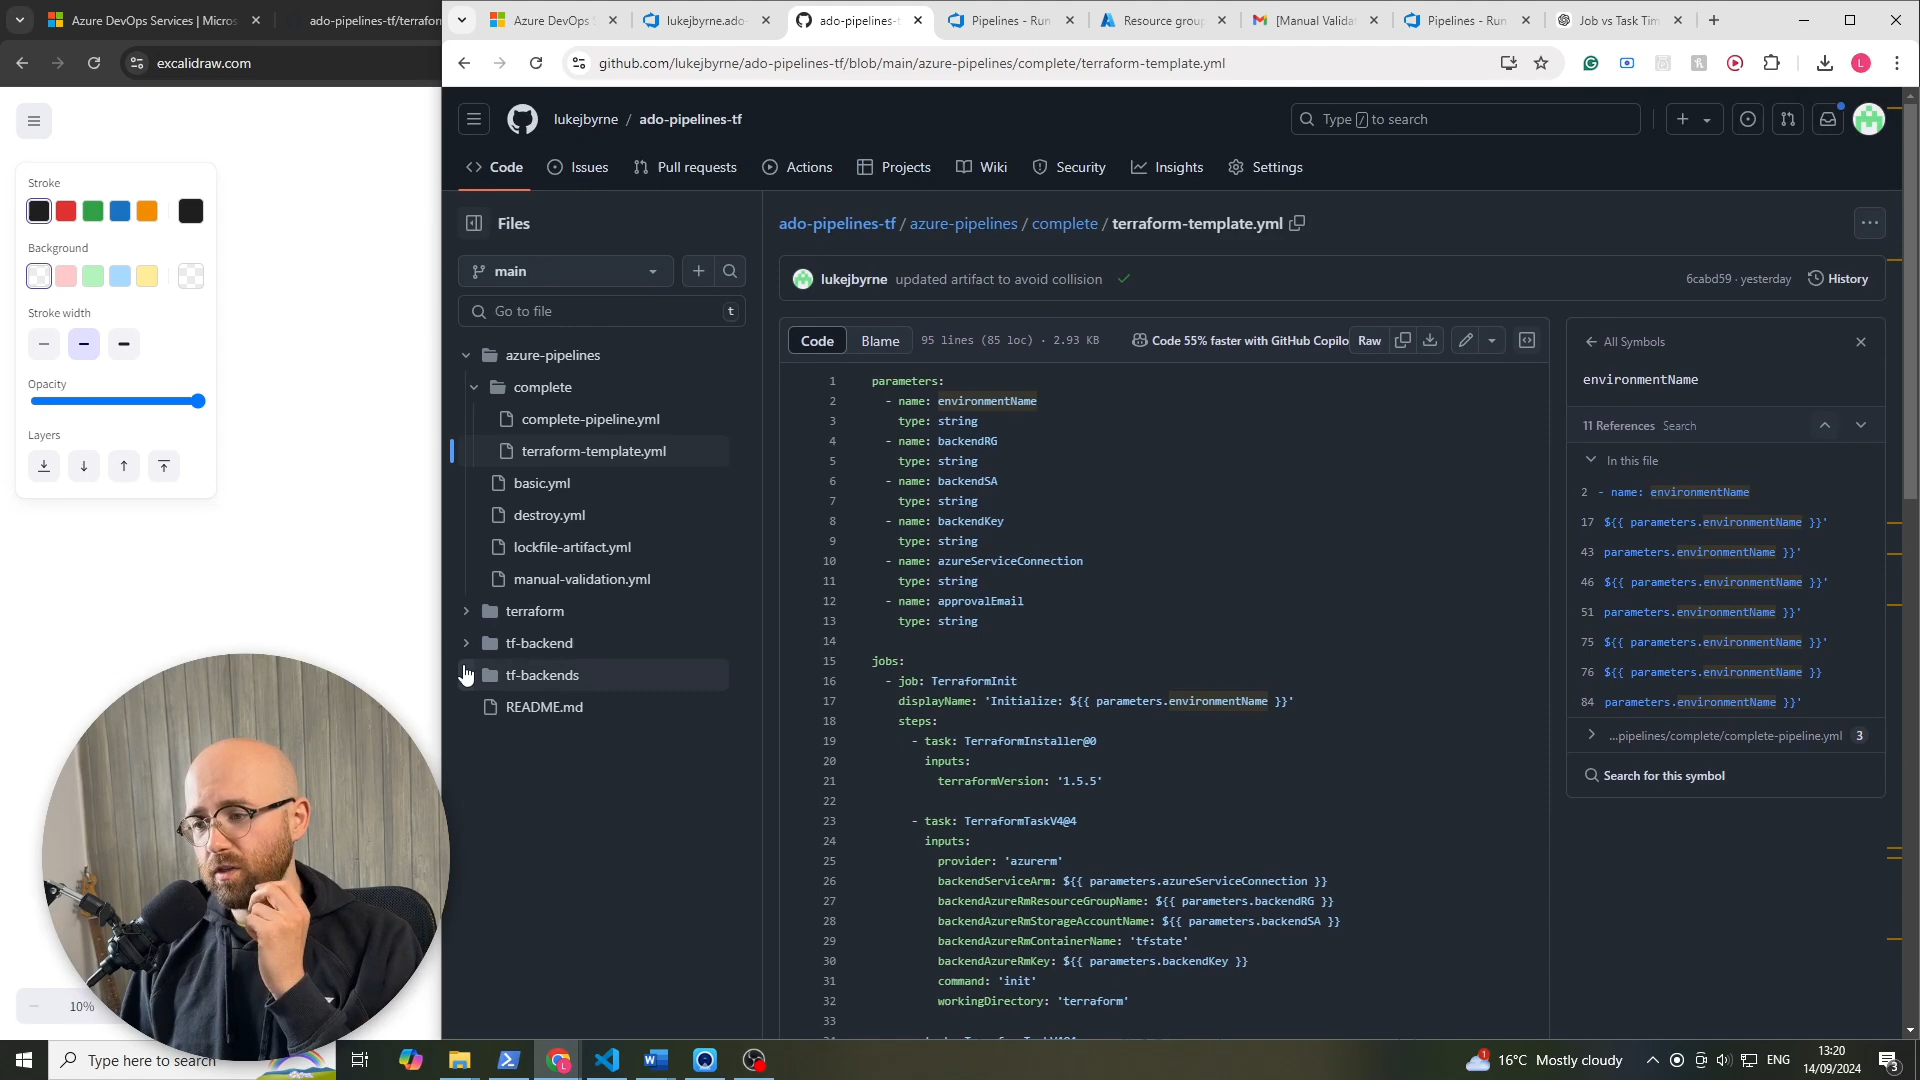 Azure DevOps Services | Micros
ado-pipelines-tf/terraform
Azure DevOps S
lukejbyrne.ado-
ado-pipelines-t
Pipelines - Run
Resource group
[Manual Validat
Pipelines - Run
Job vs Task Tim
excalidraw.com
github.com/lukejbyrne/ado-pipelines-tf/blob/main/azure-pipelines/complete/terraform-template.yml
L
lukejbyrne / ado-pipelines-tf
Type / to search
Code
Issues
Pull requests
Actions
Projects
Wiki
Security
Insights
Settings
Stroke
Background
Stroke width
Opacity
Layers
10%
Files
main
Go to file
t
azure-pipelines
complete
complete-pipeline.yml
terraform-template.yml
basic.yml
destroy.yml
lockfile-artifact.yml
manual-validation.yml
terraform
tf-backend
tf-backends
README.md
ado-pipelines-tf / azure-pipelines / complete / terraform-template.yml
lukejbyrne updated artifact to avoid collision
6cabd59 · yesterday
History
Code
Blame
95 lines (85 loc) · 2.93 KB
Code 55% faster with GitHub Copilo
Raw
1 parameters:
2 - name: environmentName
3 type: string
4 - name: backendRG
5 type: string
6 - name: backendSA
7 type: string
8 - name: backendKey
9 type: string
10 - name: azureServiceConnection
11 type: string
12 - name: approvalEmail
13 type: string
14
15 jobs:
16 - job: TerraformInit
17 displayName: 'Initialize: ${{ parameters.environmentName }}'
18 steps:
19 - task: TerraformInstaller@0
20 inputs:
21 terraformVersion: '1.5.5'
22
23 - task: TerraformTaskV4@4
24 inputs:
25 provider: 'azurerm'
26 backendServiceArm: ${{ parameters.azureServiceConnection }}
27 backendAzureRmResourceGroupName: ${{ parameters.backendRG }}
28 backendAzureRmStorageAccountName: ${{ parameters.backendSA }}
29 backendAzureRmContainerName: 'tfstate'
30 backendAzureRmKey: ${{ parameters.backendKey }}
31 command: 'init'
32 workingDirectory: 'terraform'
33
All Symbols
environmentName
11 References Search
In this file
2 - name: environmentName
17 ${{ parameters.environmentName }}'
43 parameters.environmentName }}'
46 ${{ parameters.environmentName }}'
51 parameters.environmentName }}'
75 ${{ parameters.environmentName }}'
76 ${{ parameters.environmentName }}
84 parameters.environmentName }}'
...pipelines/complete/complete-pipeline.yml 3
Search for this symbol
Type here to search
1
16°C Mostly cloudy
ENG
13:20
14/09/2024
3